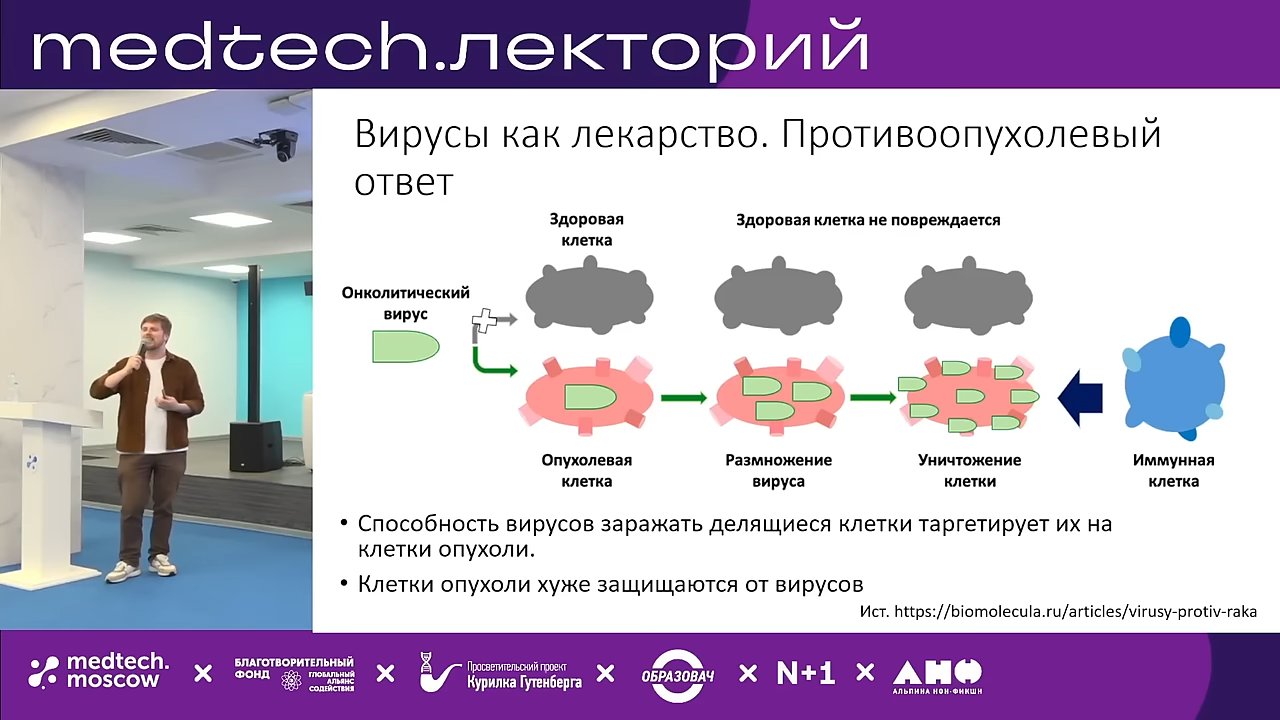 medtech.лекторий
Вирусы как лекарство. Противоопухолевый
ответ
Здоровая
клетка
Здоровая клетка не повреждается
Онколитический
вирус
Опухолевая
клетка
Размножение
вируса
Уничтожение
клетки
Иммунная
клетка
• Способность вирусов заражать делящиеся клетки таргетирует их на
клетки опухоли.
• Клетки опухоли хуже защищаются от вирусов
Ист. https://biomolecula.ru/articles/virusy-protiv-raka
medtech.
moscow
×
БЛАГОТВОРИТЕЛЬНЫЙ
ФОНД
ГЛОБАЛЬНЫЙ
АЛЬЯНС
СОДЕЙСТВИЯ
×
Просветительский проект
Курилка Гутенберга
×
ОБРАЗОВАЧ
×
N+1
×
АНФ
АЛЬПИНА НОН-ФИКШН